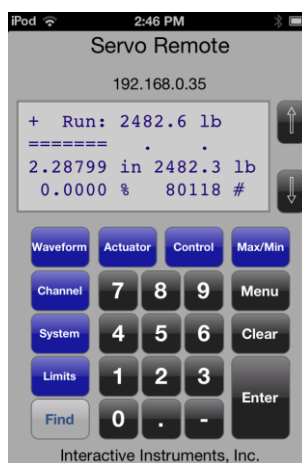 iPod 2:46 PM
Servo Remote
192.168.0.35
+ Run: 2482.6 lb
======= . .
2.28799 in 2482.3 lb
0.0000 % 80118 #
Waveform Actuator Control Max/Min
Channel 7 8 9 Menu
System 4 5 6 Clear
Limits 1 2 3
Enter
Find 0 . -
Interactive Instruments, Inc.